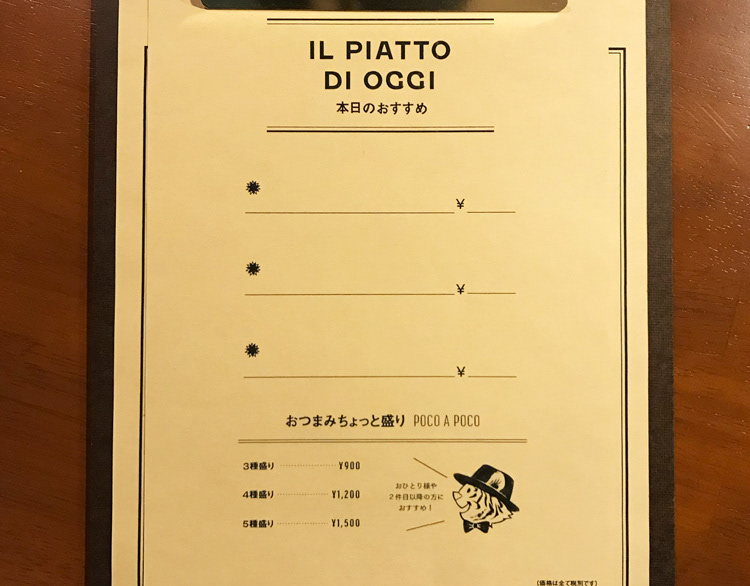 IL PIATTO
DI OGGI
本日のおすすめ
¥
¥
¥
おつまみちょっと盛り POCO A POCO
3種盛り ¥900
4種盛り ¥1,200
5種盛り ¥1,500
おひとり様や
2件目以降の方に
おすすめ！
(価格は全て税別です)